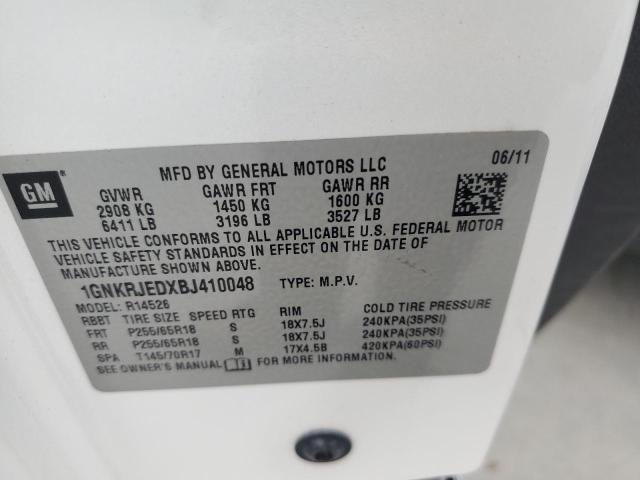 GM
MFD BY GENERAL MOTORS LLC 06/11
GVWR GAWR FRT GAWR RR
2908 KG 1450 KG 1600 KG
6411 LB 3196 LB 3527 LB
THIS VEHICLE CONFORMS TO ALL APPLICABLE U.S. FEDERAL MOTOR
VEHICLE SAFETY STANDARDS IN EFFECT ON THE DATE OF
MANUFACTURE SHOWN ABOVE.
1GNKRJEDXBJ410048 TYPE: M.P.V.
MODEL: R14526
RBBT TIRE SIZE SPEED RTG RIM COLD TIRE PRESSURE
FRT P255/65R18 S 18X7.5J 240KPA(35PSI)
RR P255/65R18 S 18X7.5J 240KPA(35PSI)
SPA T145/70R17 M 17X4.5B 420KPA(60PSI)
SEE OWNER'S MANUAL FOR MORE INFORMATION.